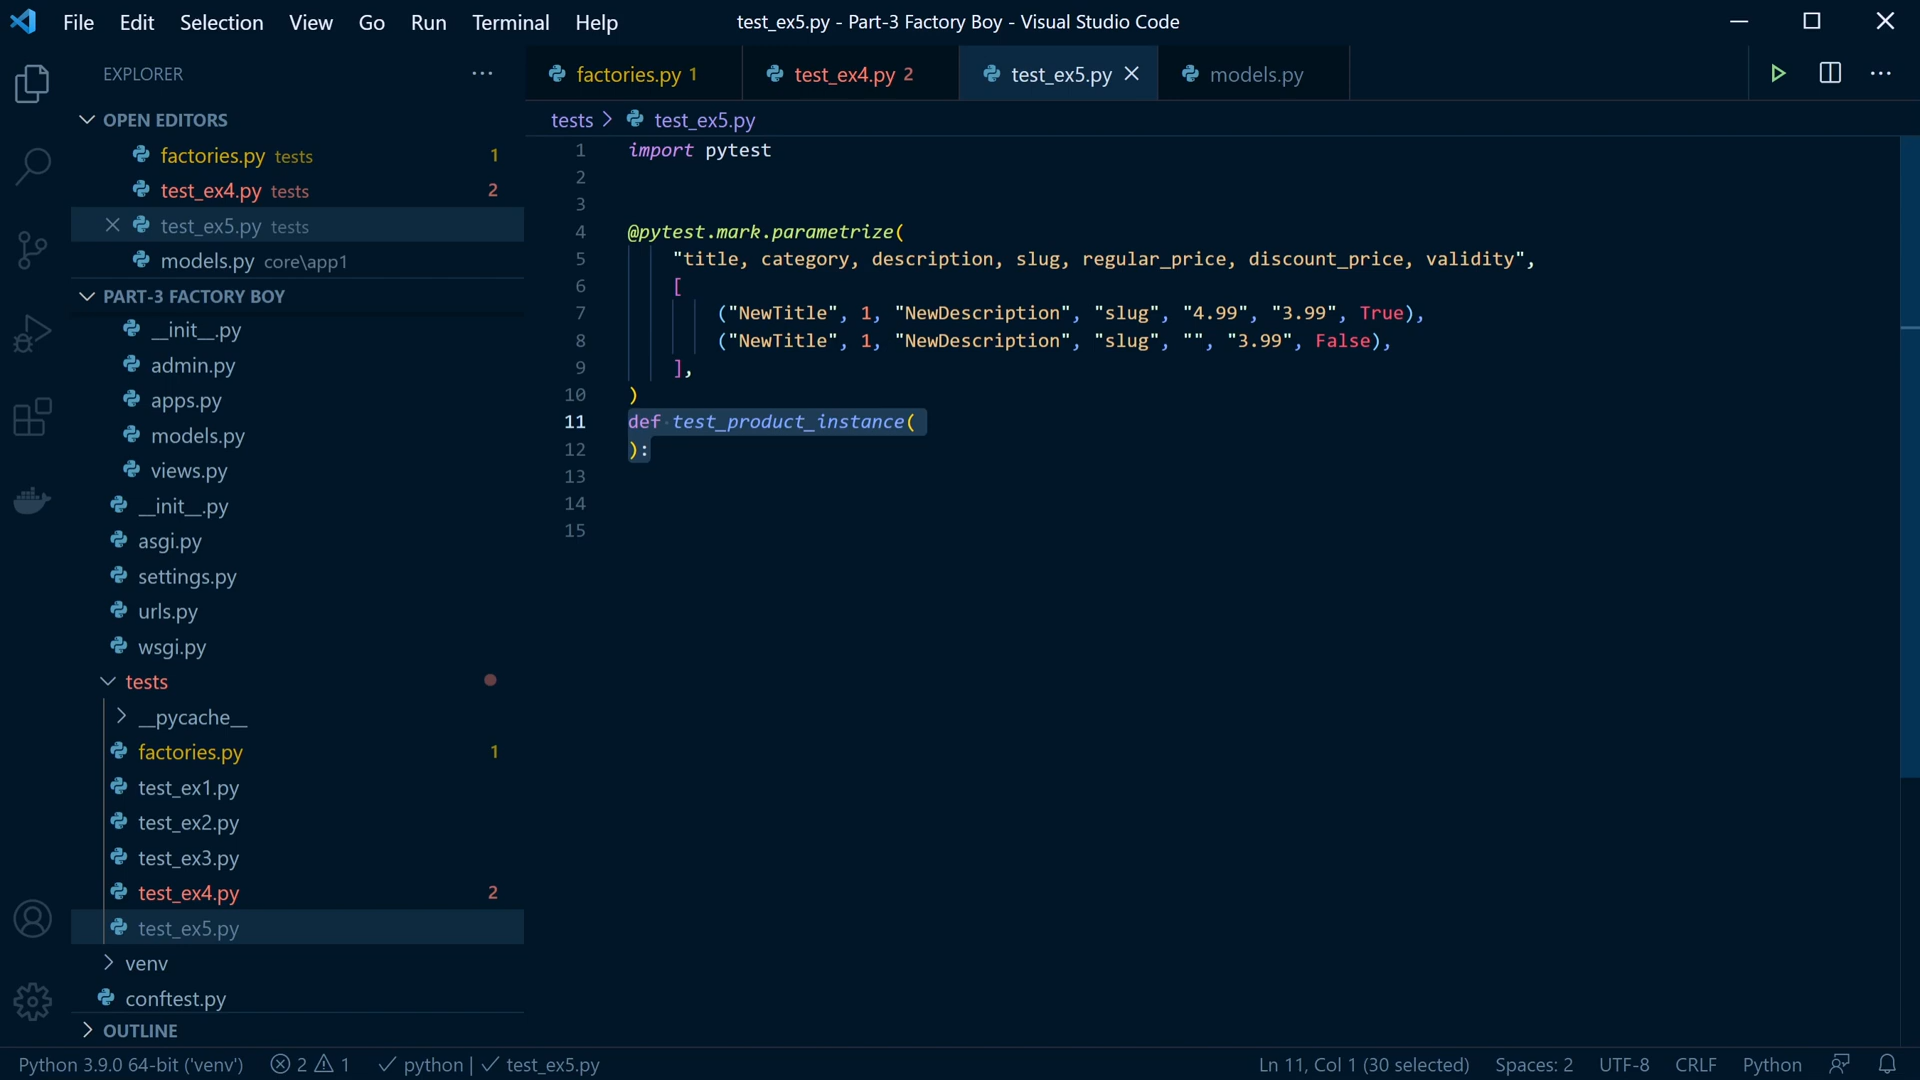 File Edit Selection View Go Run Terminal Help
test_ex5.py - Part-3 Factory Boy - Visual Studio Code
EXPLORER
OPEN EDITORS
factories.py tests 1
test_ex4.py tests 2
test_ex5.py tests
models.py core\app1
PART-3 FACTORY BOY
__init__.py
admin.py
apps.py
models.py
views.py
__init__.py
asgi.py
settings.py
urls.py
wsgi.py
tests
__pycache__
factories.py 1
test_ex1.py
test_ex2.py
test_ex3.py
test_ex4.py 2
test_ex5.py
venv
conftest.py
OUTLINE
factories.py 1 test_ex4.py 2 test_ex5.py models.py
tests > test_ex5.py
1 import pytest
2
3
4 @pytest.mark.parametrize(
5 "title, category, description, slug, regular_price, discount_price, validity",
6 [
7 ("NewTitle", 1, "NewDescription", "slug", "4.99", "3.99", True),
8 ("NewTitle", 1, "NewDescription", "slug", "", "3.99", False),
9 ],
10 )
11 def test_product_instance(
12 ):
13
14
15
Python 3.9.0 64-bit ('venv') 2 1 python | test_ex5.py Ln 11, Col 1 (30 selected) Spaces: 2 UTF-8 CRLF Python